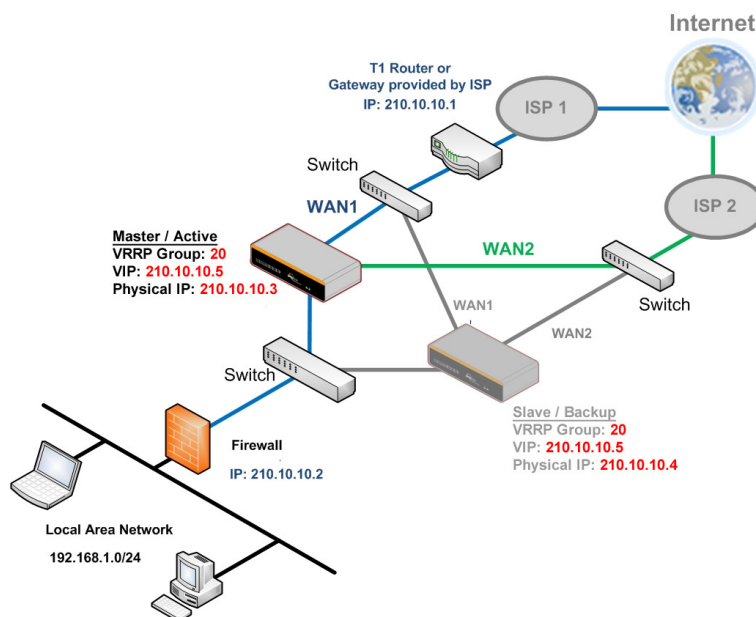 Internet
T1 Router or
Gateway provided by ISP
IP: 210.10.10.1
ISP 1
Switch
WAN1
ISP 2
Master / Active
VRRP Group: 20
VIP: 210.10.10.5
Physical IP: 210.10.10.3
WAN2
Switch
WAN1
WAN2
Switch
Slave / Backup
VRRP Group: 20
VIP: 210.10.10.5
Physical IP: 210.10.10.4
Firewall
IP: 210.10.10.2
Local Area Network
192.168.1.0/24